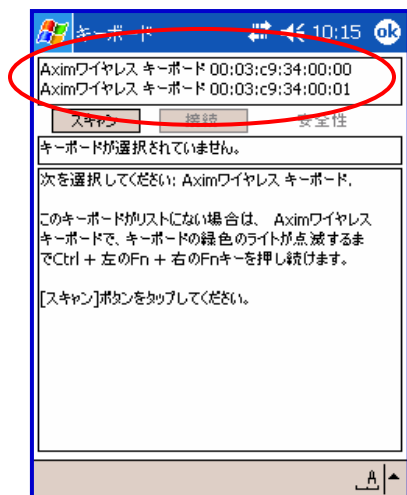 キーボード 10:15 ok
Aximワイヤレス キーボード 00:03:c9:34:00:00
Aximワイヤレス キーボード 00:03:c9:34:00:01
スキャン 接続 安全性
キーボードが選択されていません。
次を選択してください: Aximワイヤレス キーボード.
このキーボードがリストにない場合は、 Aximワイヤレス
キーボードで、キーボードの緑色のライトが点滅するま
でCtrl + 左のFn + 右のFnキーを押し続けます。
[スキャン]ボタンをタップしてください。
A